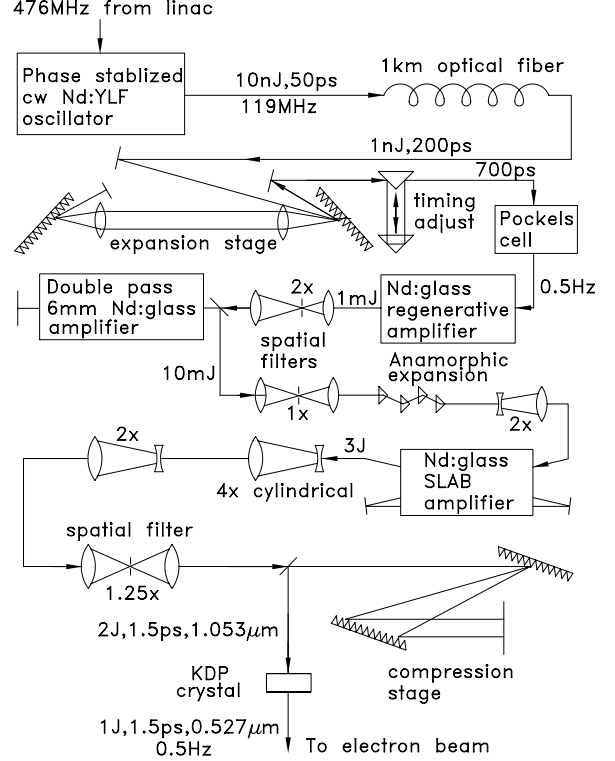 476MHz from linac
Phase stablized
cw Nd:YLF
oscillator
10nJ,50ps
119MHz
1km optical fiber
1nJ,200ps
700ps
timing
adjust
expansion stage
Pockels
cell
0.5Hz
Double pass
6mm Nd:glass
amplifier
2x
spatial
filters
1mJ
Nd:glass
regenerative
amplifier
10mJ
1x
Anamorphic
expansion
2x
2x
4x cylindrical
3J
Nd:glass
SLAB
amplifier
spatial filter
1.25x
2J,1.5ps,1.053μm
KDP
crystal
compression
stage
1J,1.5ps,0.527μm
0.5Hz
To electron beam